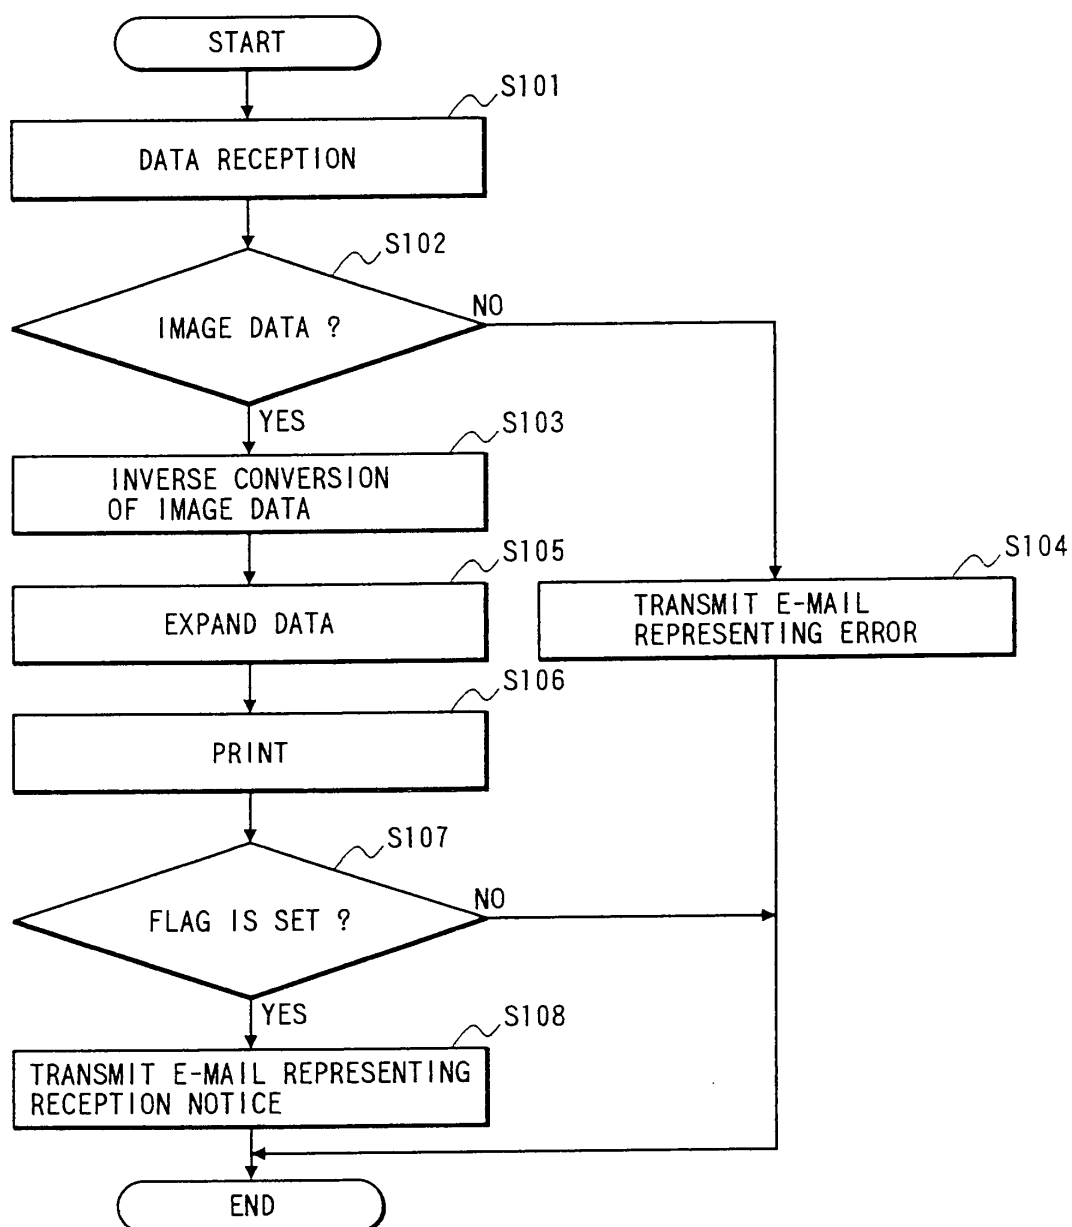 START
S101
DATA RECEPTION
S102
IMAGE DATA ?
NO
YES
S103
INVERSE CONVERSION
OF IMAGE DATA
S105
EXPAND DATA
S104
TRANSMIT E-MAIL
REPRESENTING ERROR
S106
PRINT
S107
FLAG IS SET ?
NO
YES
S108
TRANSMIT E-MAIL REPRESENTING
RECEPTION NOTICE
END